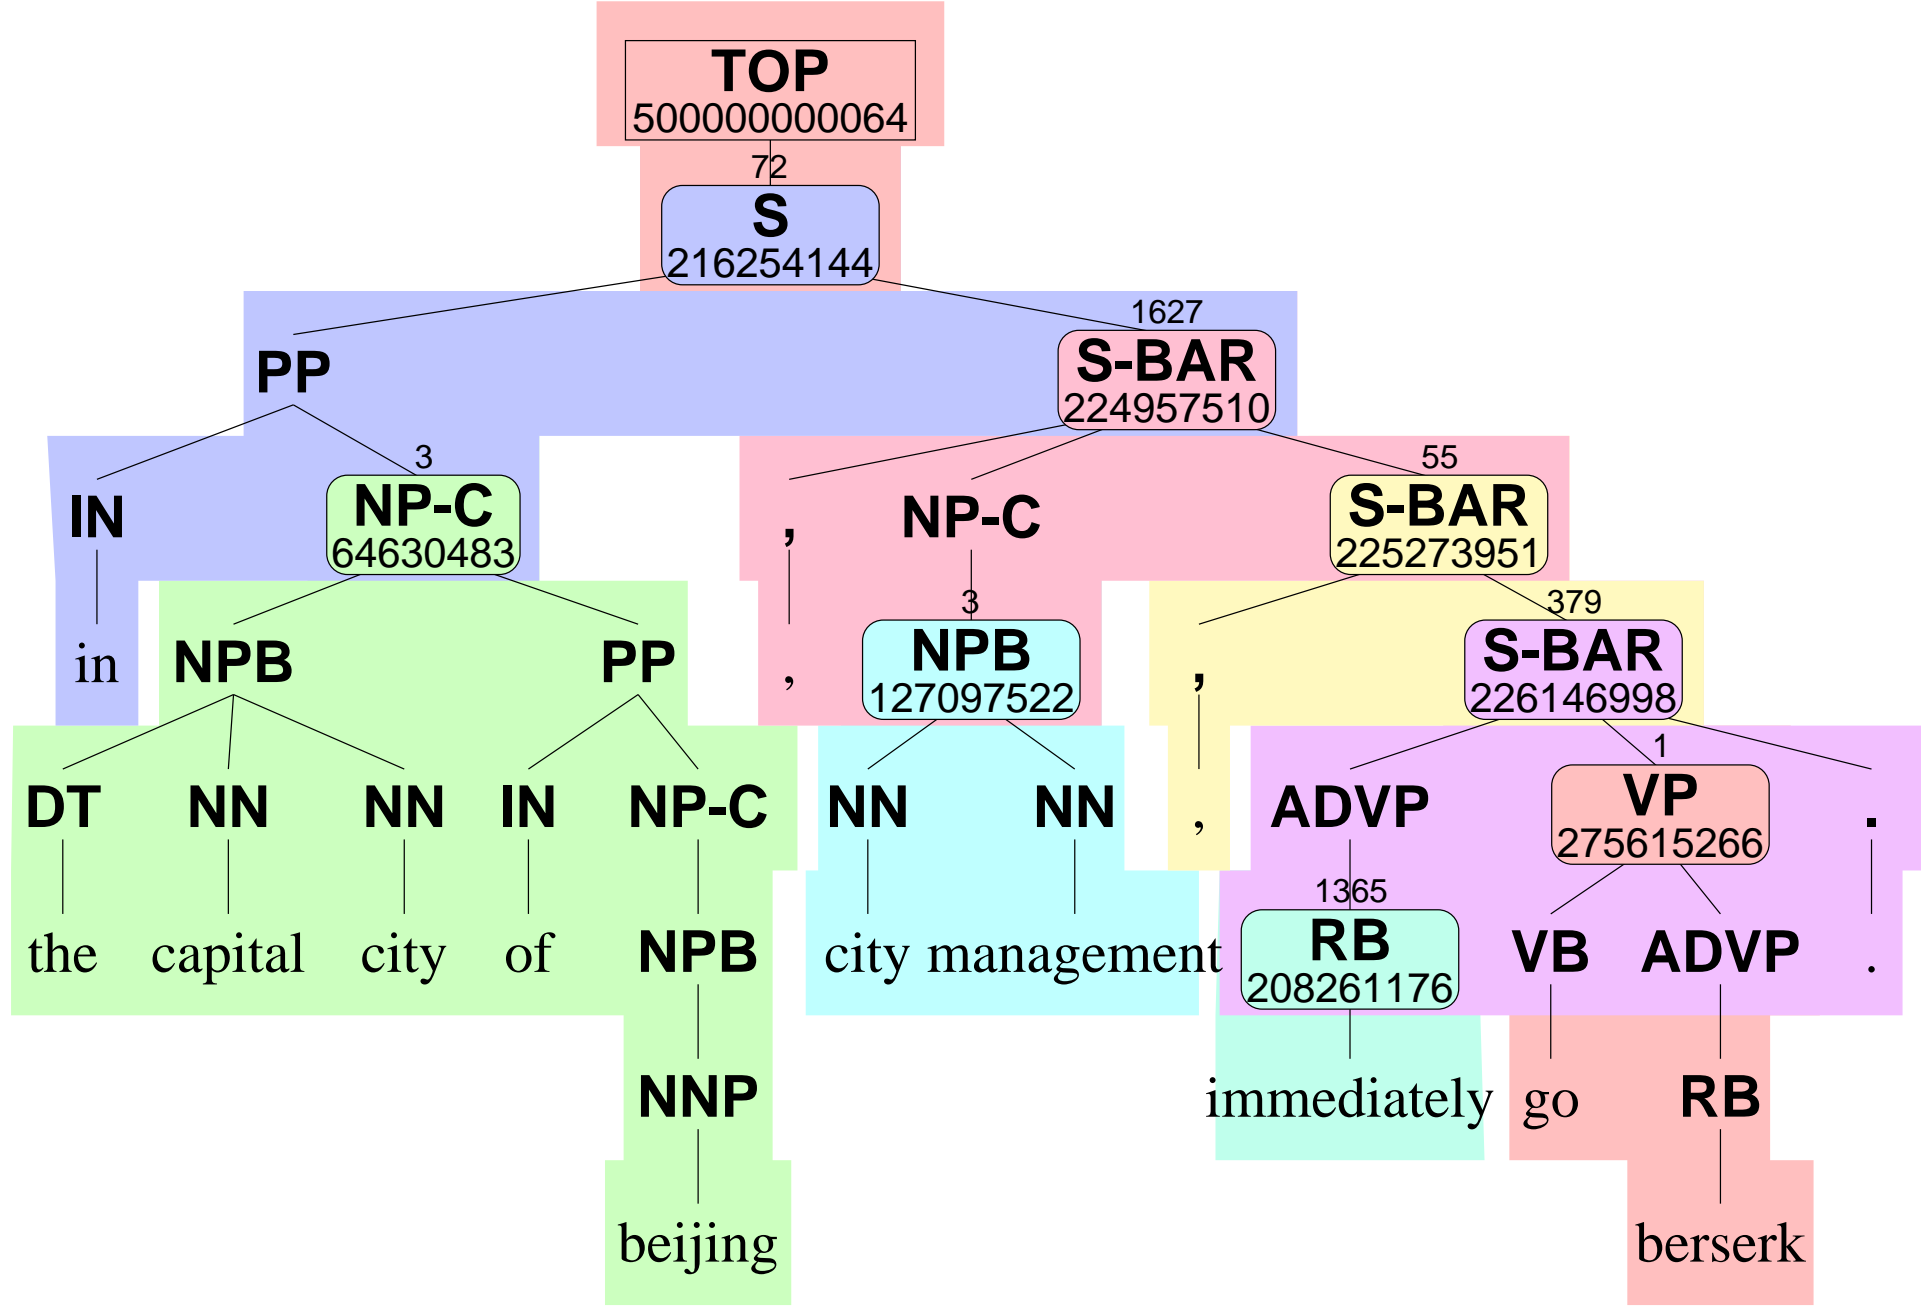 TOP
500000000064
72
S
216254144
1627
PP S-BAR
224957510
3 55
IN NP-C , NP-C S-BAR
64630483 225273951
3 379
in NPB PP , NPB , S-BAR
127097522 226146998
1
DT NN NN IN NP-C NN NN , ADVP VP .
275615266
1365
the capital city of NPB city management RB VB ADVP .
208261176
NNP immediately go RB
beijing berserk